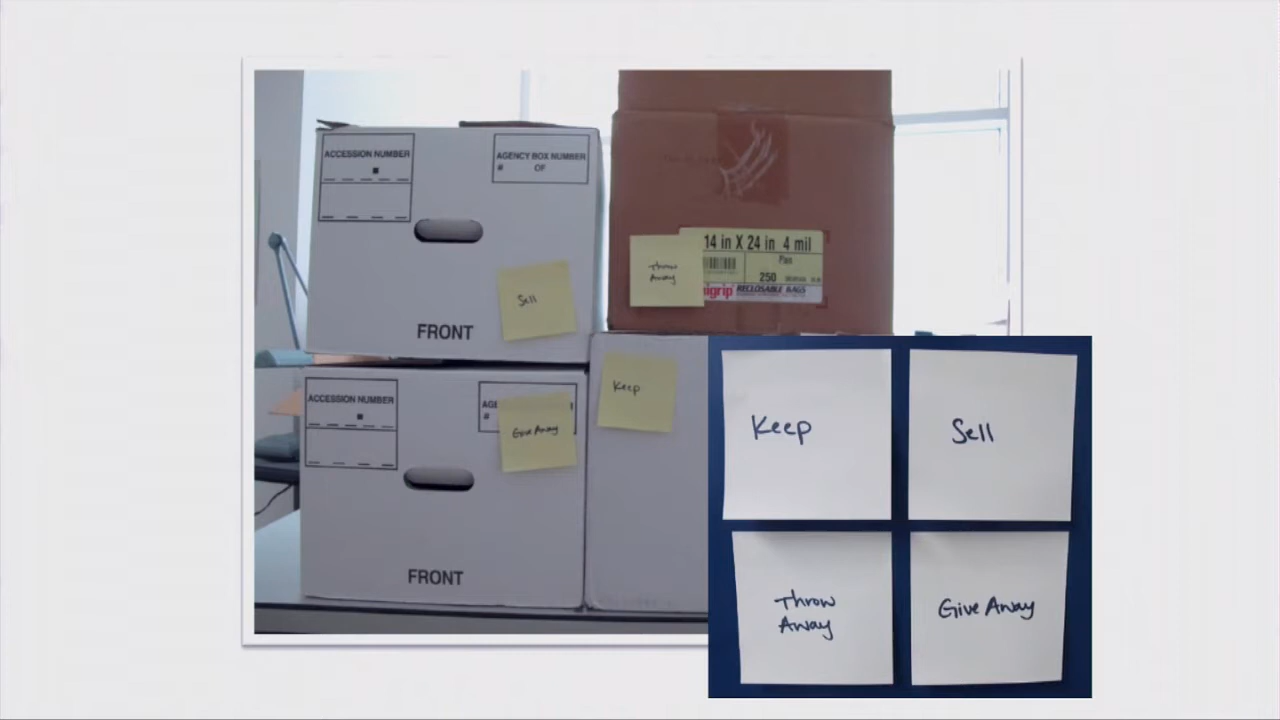 ACCESSION NUMBER
AGENCY BOX NUMBER
# OF
Sell
FRONT
14 in X 24 in 4 mil
Plain
250
RECLOSABLE BAGS
Throw
Away
ACCESSION NUMBER
#
Give Away
FRONT
Keep
Keep
Sell
Throw
Away
Give Away